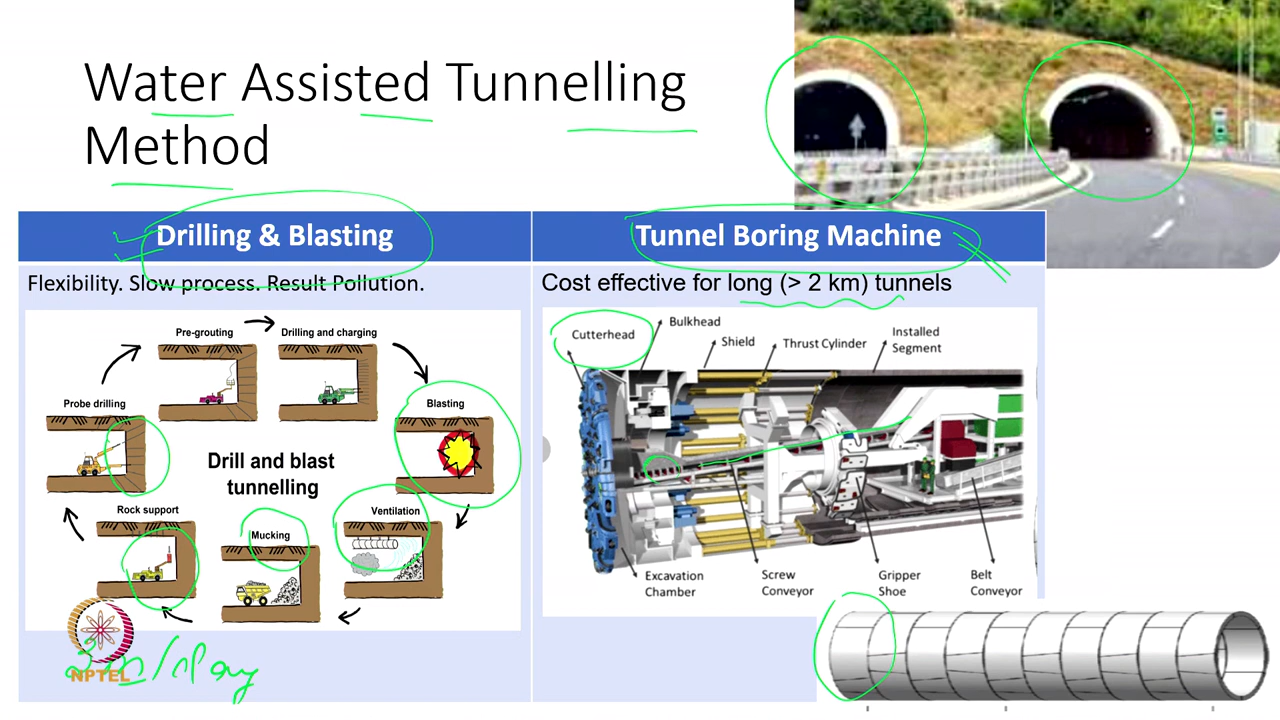 Water Assisted Tunnelling
Method
Drilling & Blasting
Tunnel Boring Machine
Flexibility. Slow process. Result Pollution.
Cost effective for long (> 2 km) tunnels
Pre-grouting
Drilling and charging
Probe drilling
Blasting
Drill and blast
tunnelling
Rock support
Mucking
Ventilation
Cutterhead
Bulkhead
Shield
Thrust Cylinder
Installed
Segment
Excavation
Chamber
Screw
Conveyor
Gripper
Shoe
Belt
Conveyor
3m/day
NPTEL